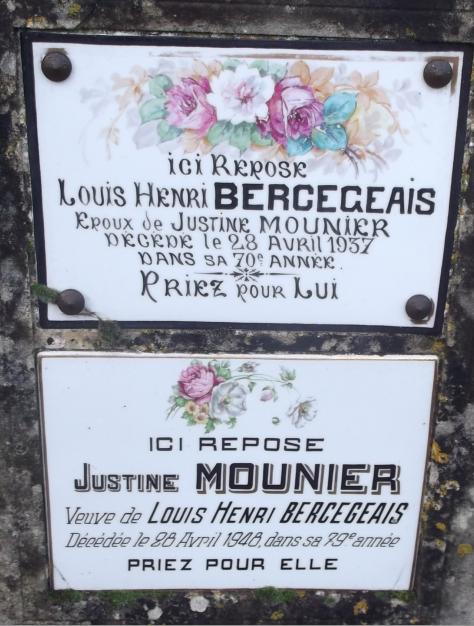 ICI REPOSE
Louis Henri BERCEGEAIS
Epoux de Justine MOUNIER
DÉCÉDÉ le 28 Avril 1937
DANS SA 70e ANNÉE
Priez pour Lui
ICI REPOSE
Justine MOUNIER
Veuve de Louis Henri BERCEGEAIS
Décédée le 28 Avril 1948, dans sa 79e année
PRIEZ POUR ELLE